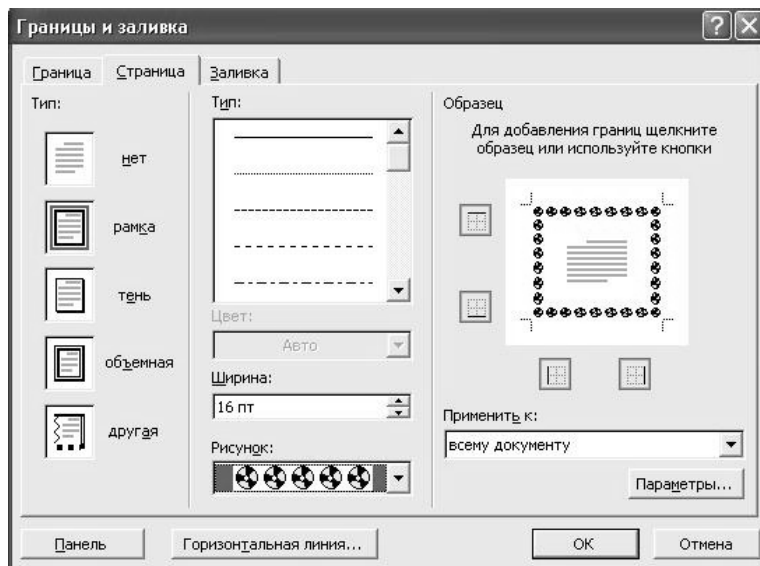 Границы и заливка
Граница
Страница
Заливка
Тип:
нет
рамка
тень
объемная
другая
Тип:
Цвет:
Авто
Ширина:
16 пт
Рисунок:
Образец
Для добавления границ щелкните
образец или используйте кнопки
Применить к:
всему документу
Параметры...
Панель
Горизонтальная линия...
ОК
Отмена